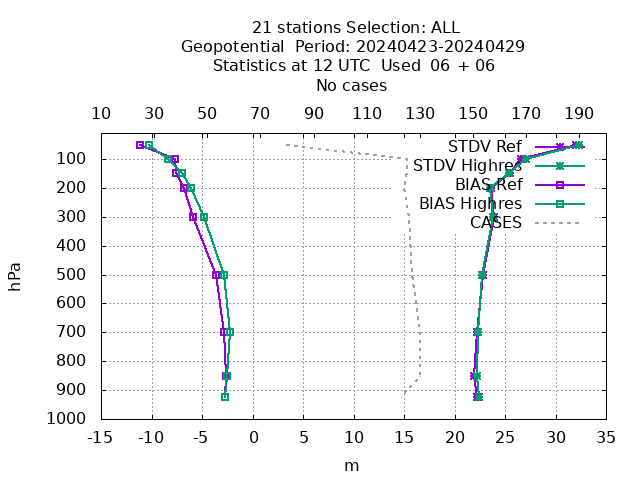 21 stations Selection: ALL
Geopotential  Period: 20240423-20240429
Statistics at 12 UTC  Used  06 + 06
No cases
10 30 50 70 90 110 130 150 170 190
STDV Ref
STDV Highres
BIAS Ref
BIAS Highres
CASES
100
200
300
400
500
600
700
800
900
1000
hPa
-15 -10 -5 0 5 10 15 20 25 30 35
m